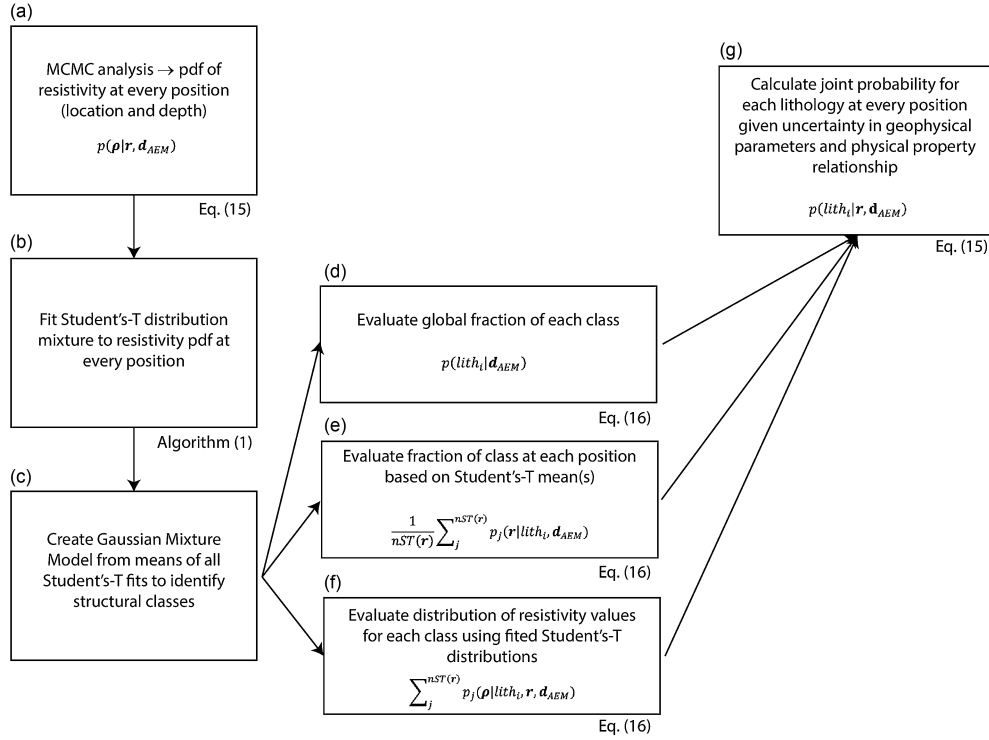 (a)
MCMC analysis → pdf of
resistivity at every position
(location and depth)
p(ρ|r, d_AEM)
Eq. (15)
(b)
Fit Student's-T distribution
mixture to resistivity pdf at
every position
Algorithm (1)
(c)
Create Gaussian Mixture
Model from means of all
Student's-T fits to identify
structural classes
(d)
Evaluate global fraction of each class
p(lith_i|d_AEM)
Eq. (16)
(e)
Evaluate fraction of class at each position
based on Student's-T mean(s)
1/nST(r) ∑_j^nST(r) p_j(r|lith_i, d_AEM)
Eq. (16)
(f)
Evaluate distribution of resistivity values
for each class using fited Student's-T
distributions
∑_j^nST(r) p_j(ρ|lith_i, r, d_AEM)
Eq. (16)
(g)
Calculate joint probability for
each lithology at every position
given uncertainty in geophysical
parameters and physical property
relationship
p(lith_i|r, d_AEM)
Eq. (15)